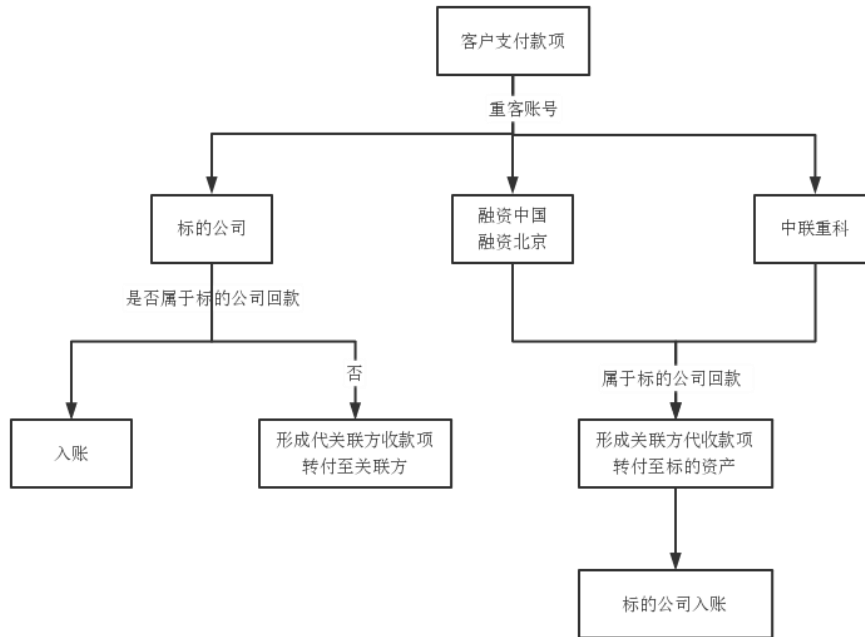 客户支付款项
重客账号
标的公司
融资中国
融资北京
中联重科
是否属于标的公司回款
否
属于标的公司回款
入账
形成代关联方收款项
转付至关联方
形成关联方代收款项
转付至标的资产
标的公司入账